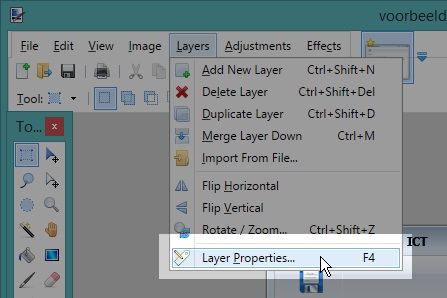 voorbeeld
File Edit View Image Layers Adjustments Effects
Add New Layer Ctrl+Shift+N
Delete Layer Ctrl+Shift+Del
Duplicate Layer Ctrl+Shift+D
Merge Layer Down Ctrl+M
Import From File...
Flip Horizontal
Flip Vertical
Rotate / Zoom... Ctrl+Shift+Z
Layer Properties... F4
Tool:
To...
ICT